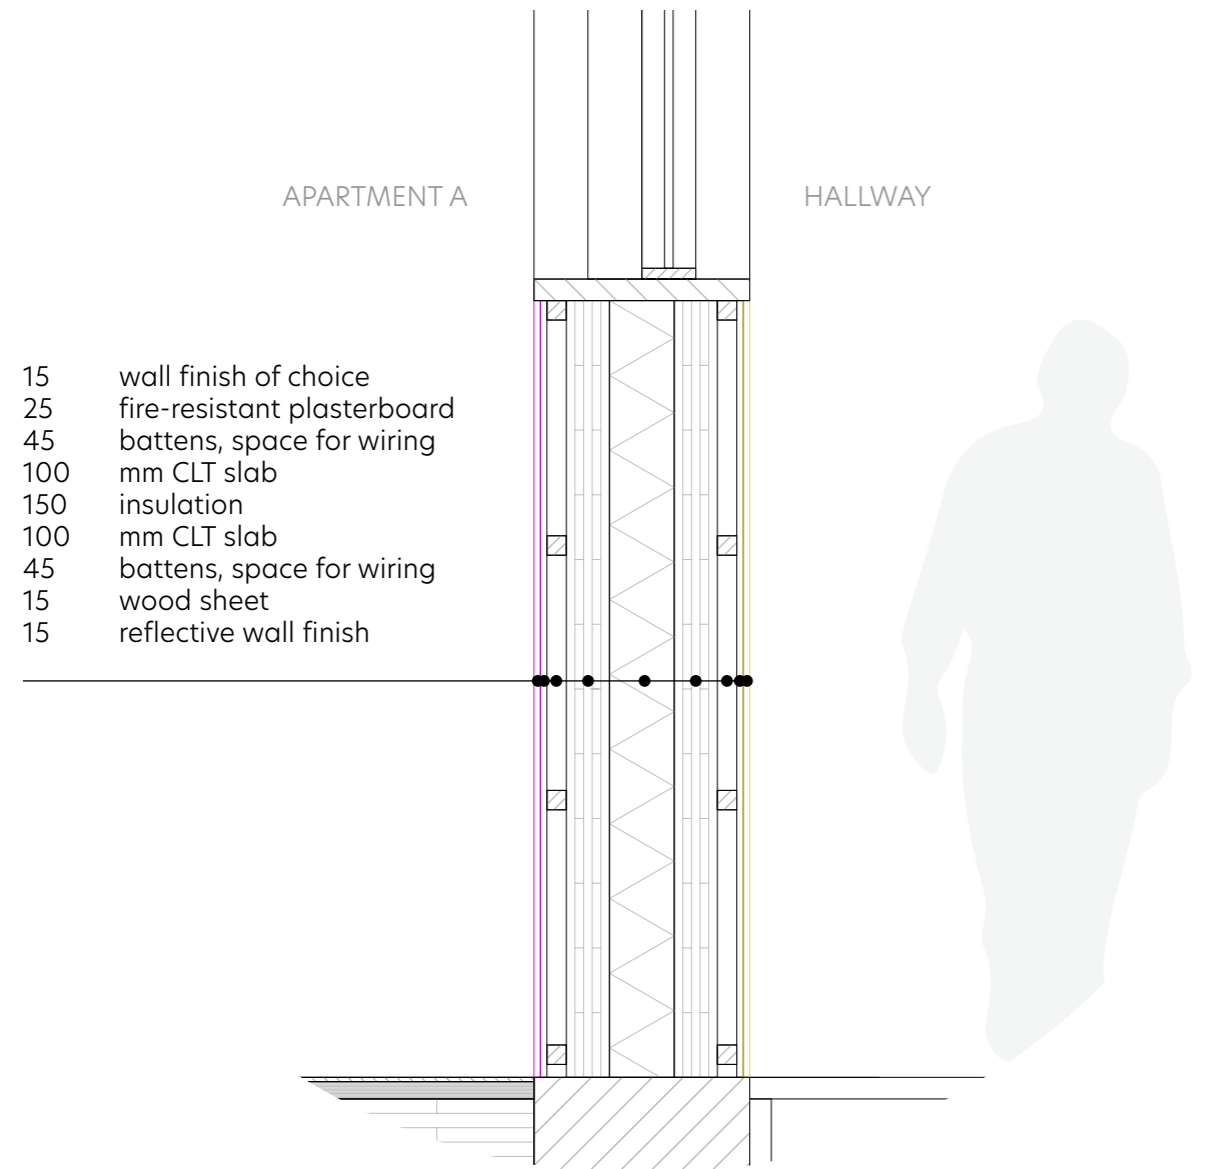 APARTMENT A
HALLWAY
15 wall finish of choice
25 fire-resistant plasterboard
45 battens, space for wiring
100 mm CLT slab
150 insulation
100 mm CLT slab
45 battens, space for wiring
15 wood sheet
15 reflective wall finish